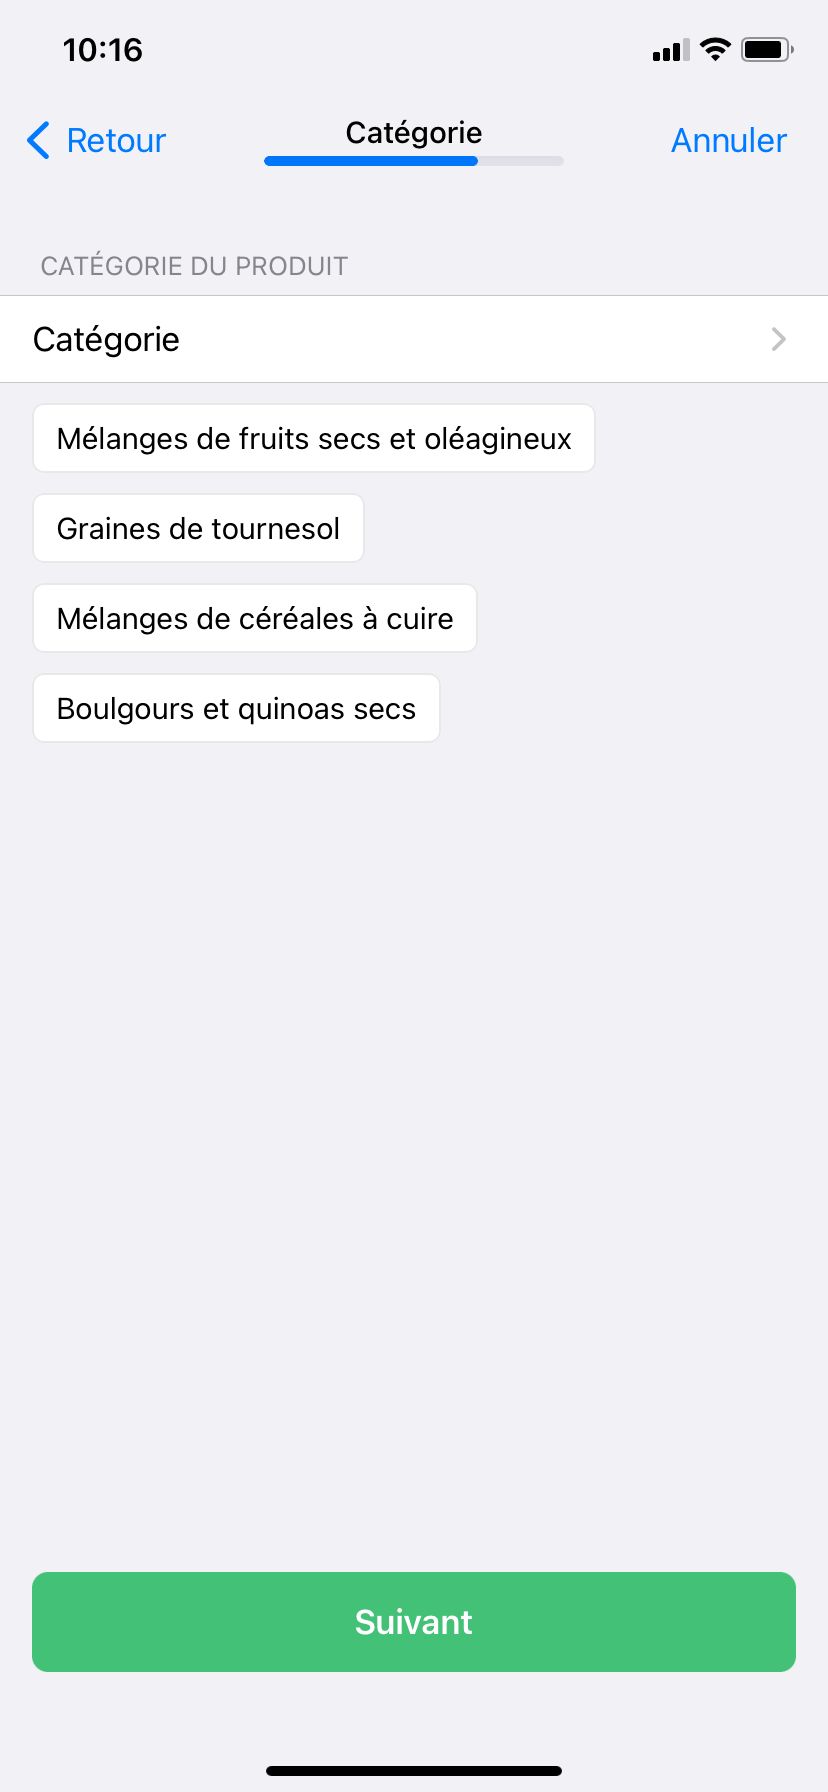 10:16
Retour
Catégorie
Annuler
CATÉGORIE DU PRODUIT
Catégorie
Mélanges de fruits secs et oléagineux
Graines de tournesol
Mélanges de céréales à cuire
Boulgours et quinoas secs
Suivant